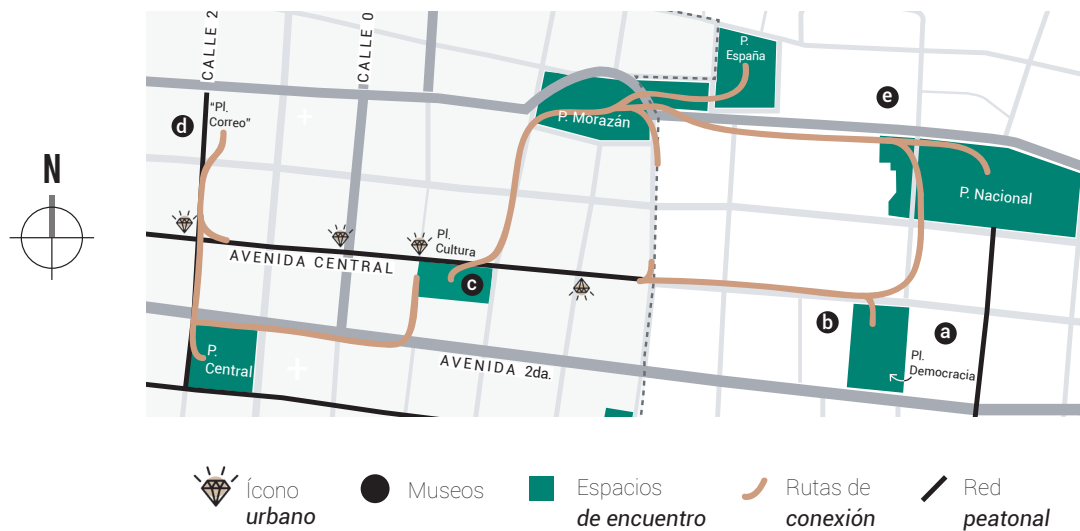 CALLE 2
CALLE 0
P.
España
e
"Pl.
Correo"
d
P. Morazán
N
P. Nacional
Pl.
Cultura
AVENIDA CENTRAL
c
b
a
P.
Central
AVENIDA 2da.
Pl.
Democracia
Ícono
urbano
Museos
Espacios
de encuentro
Rutas de
conexión
Red
peatonal